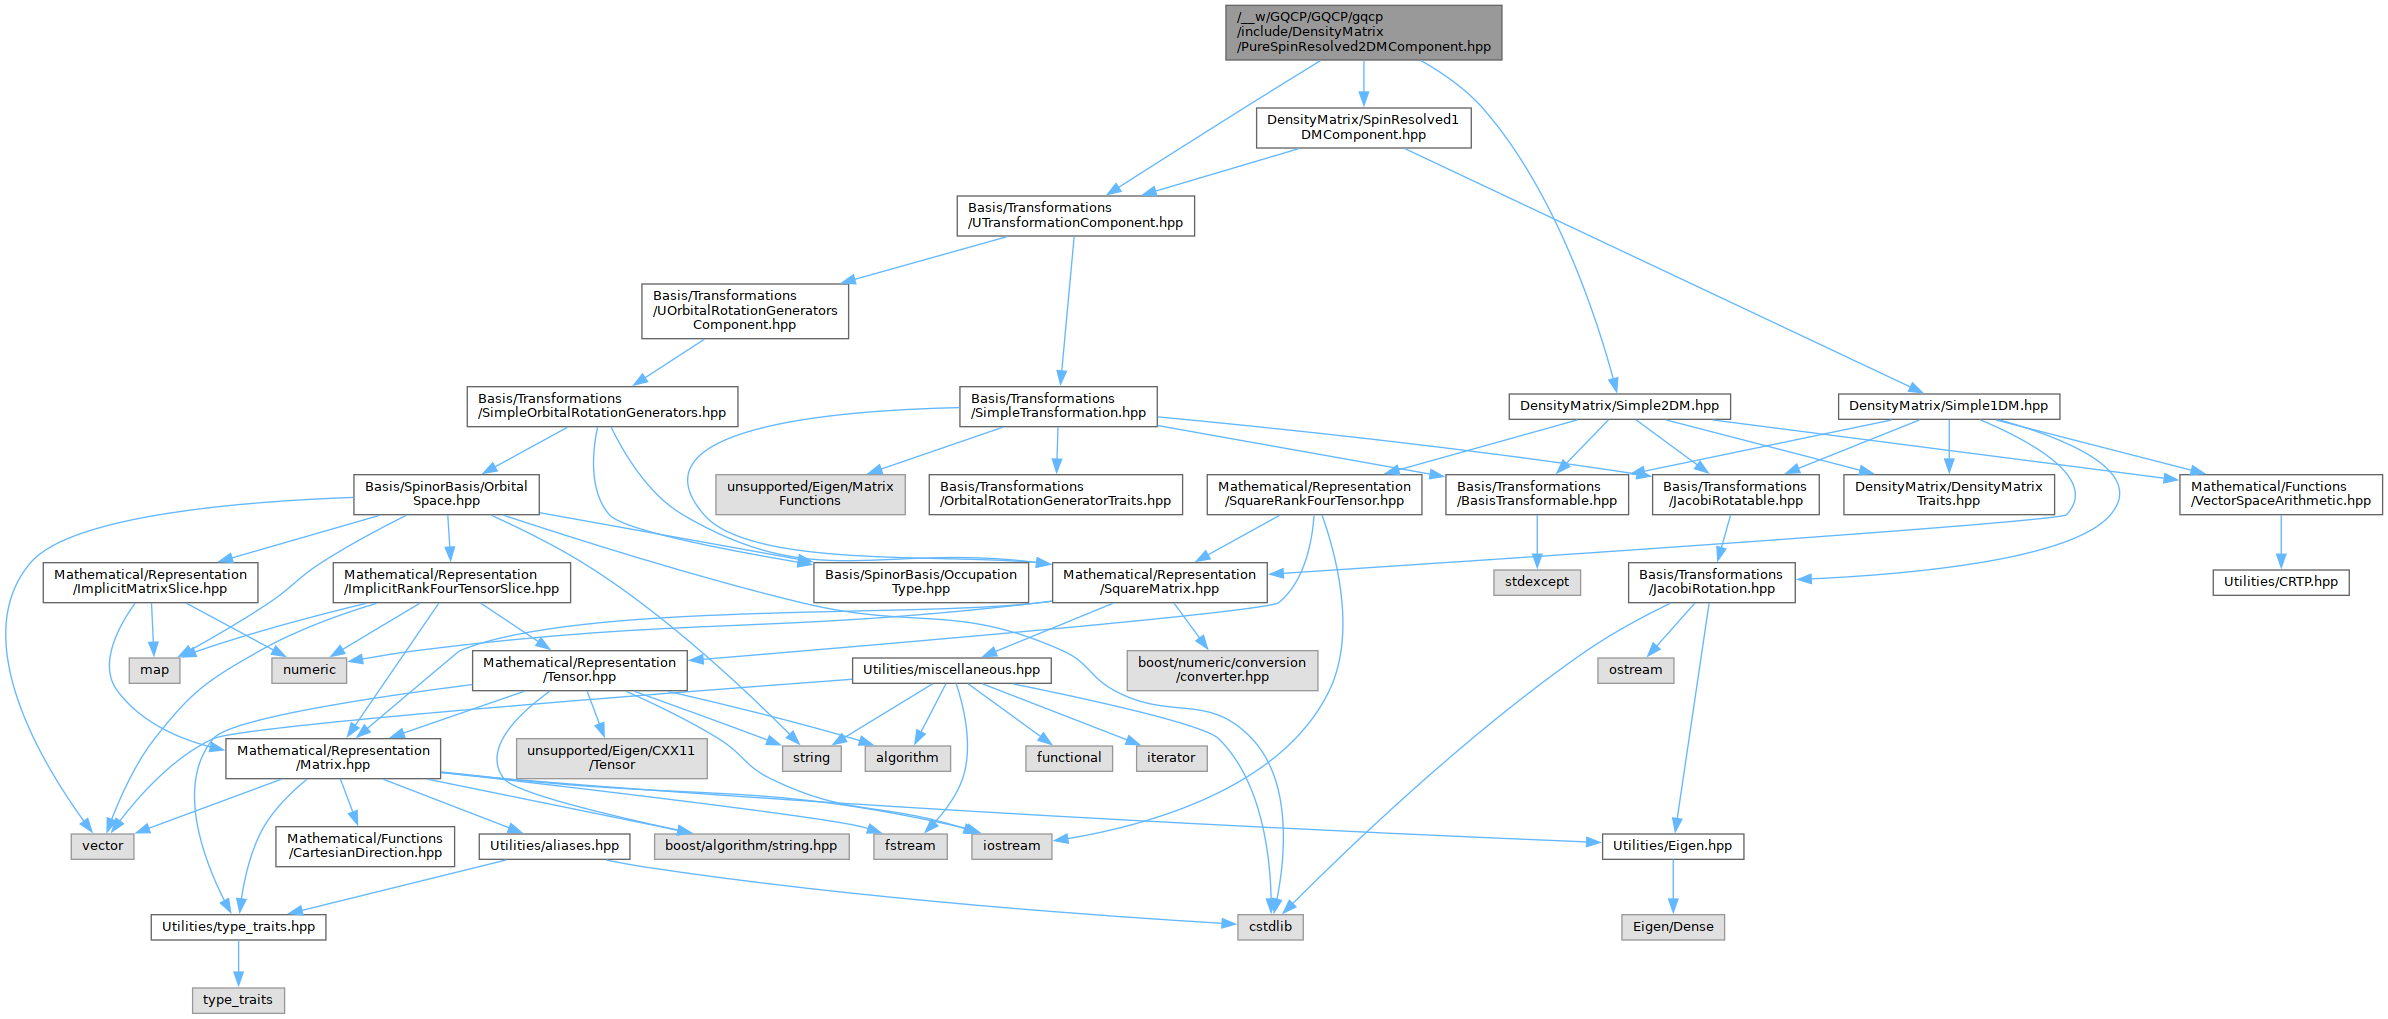 /__w/GQCP/GQCP/gqcp
/include/DensityMatrix
/PureSpinResolved2DMComponent.hpp
DensityMatrix/SpinResolved1
DMComponent.hpp
Basis/Transformations
/UTransformationComponent.hpp
Basis/Transformations
/UOrbitalRotationGenerators
Component.hpp
Basis/Transformations
/SimpleOrbitalRotationGenerators.hpp
Basis/Transformations
/SimpleTransformation.hpp
DensityMatrix/Simple2DM.hpp
DensityMatrix/Simple1DM.hpp
Basis/SpinorBasis/Orbital
Space.hpp
unsupported/Eigen/Matrix
Functions
Basis/Transformations
/OrbitalRotationGeneratorTraits.hpp
Mathematical/Representation
/SquareRankFourTensor.hpp
Basis/Transformations
/BasisTransformable.hpp
Basis/Transformations
/JacobiRotatable.hpp
DensityMatrix/DensityMatrix
Traits.hpp
Mathematical/Functions
/VectorSpaceArithmetic.hpp
Mathematical/Representation
/ImplicitMatrixSlice.hpp
Mathematical/Representation
/ImplicitRankFourTensorSlice.hpp
Basis/SpinorBasis/Occupation
Type.hpp
Mathematical/Representation
/SquareMatrix.hpp
stdexcept
Basis/Transformations
/JacobiRotation.hpp
Utilities/CRTP.hpp
map
numeric
Mathematical/Representation
/Tensor.hpp
Utilities/miscellaneous.hpp
boost/numeric/conversion
/converter.hpp
ostream
Mathematical/Representation
/Matrix.hpp
unsupported/Eigen/CXX11
/Tensor
string
algorithm
functional
iterator
vector
Mathematical/Functions
/CartesianDirection.hpp
Utilities/aliases.hpp
boost/algorithm/string.hpp
fstream
iostream
Utilities/Eigen.hpp
Utilities/type_traits.hpp
cstdlib
Eigen/Dense
type_traits